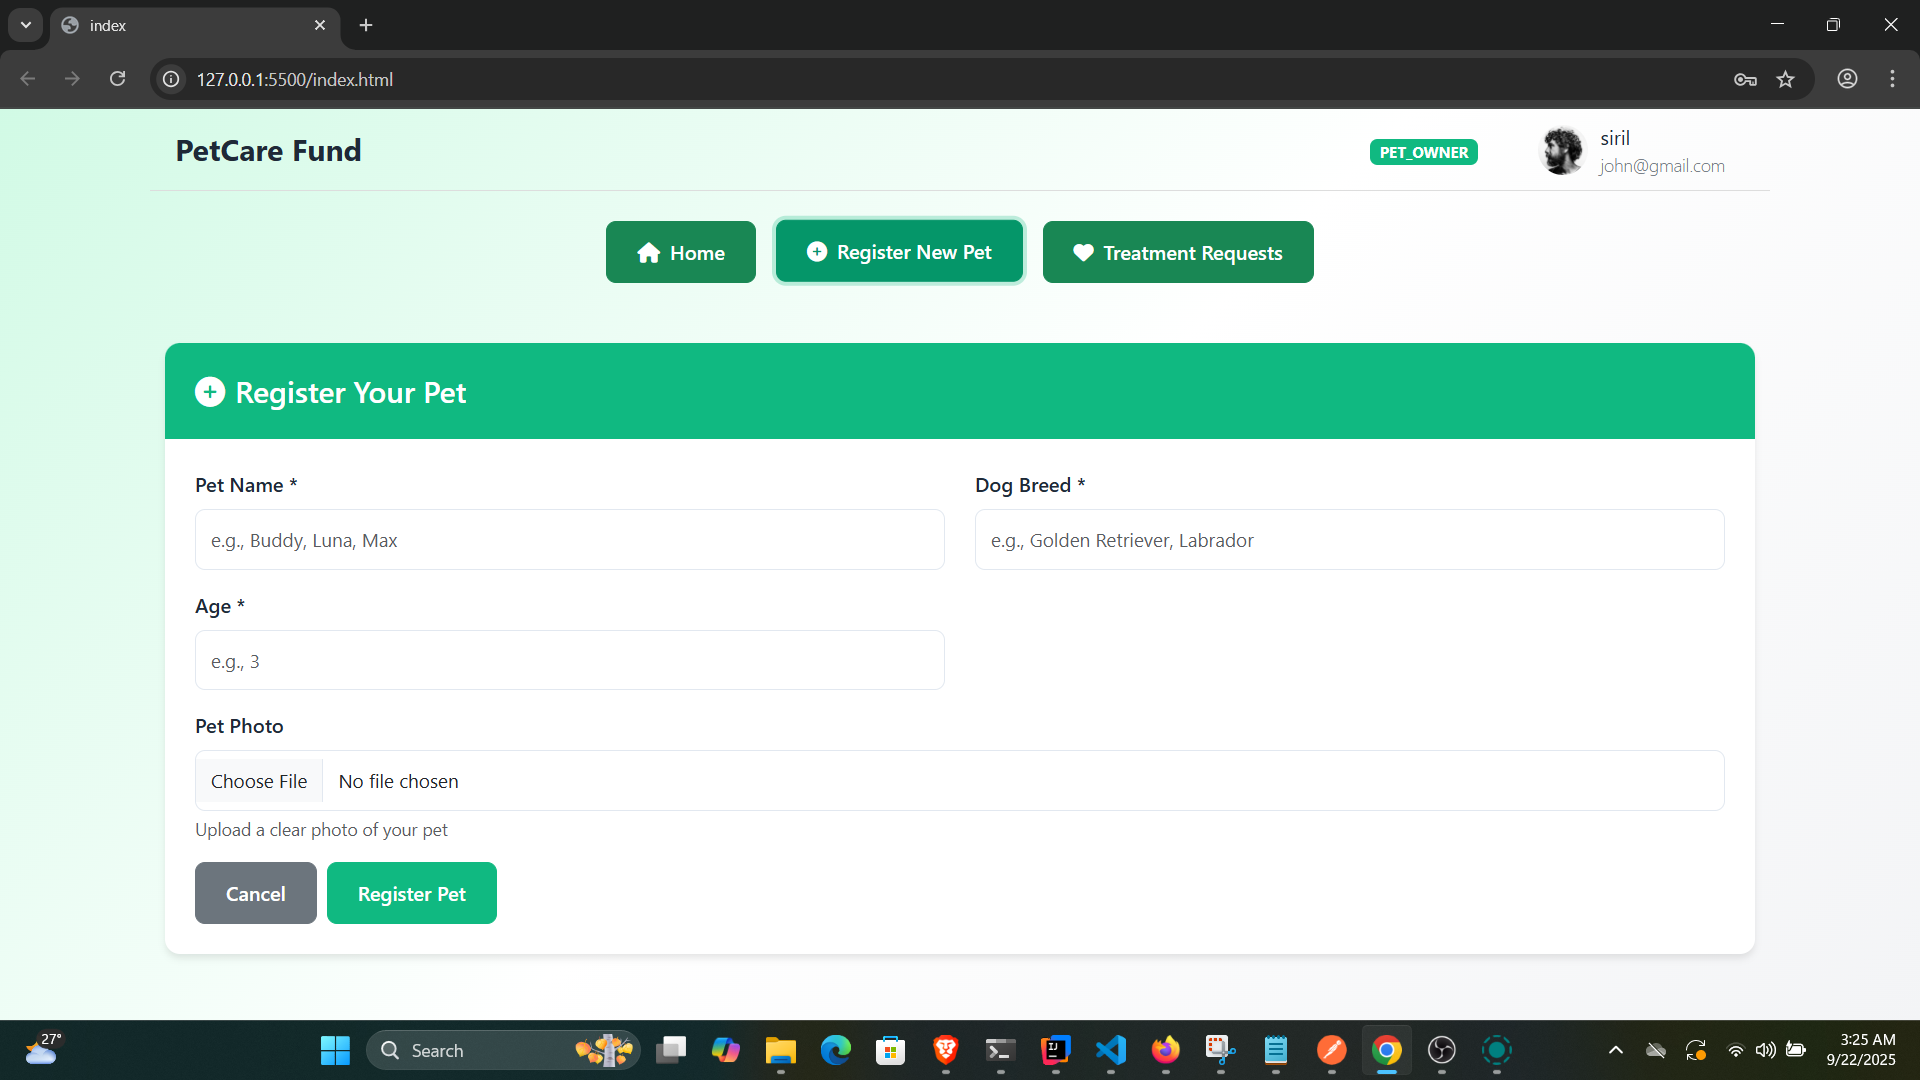 index
127.0.0.1:5500/index.html
PetCare Fund
PET_OWNER
siril
john@gmail.com
Home
Register New Pet
Treatment Requests
Register Your Pet
Pet Name *
Dog Breed *
e.g., Buddy, Luna, Max
e.g., Golden Retriever, Labrador
Age *
e.g., 3
Pet Photo
Choose File
No file chosen
Upload a clear photo of your pet
Cancel
Register Pet
27°
Search
3:25 AM
9/22/2025